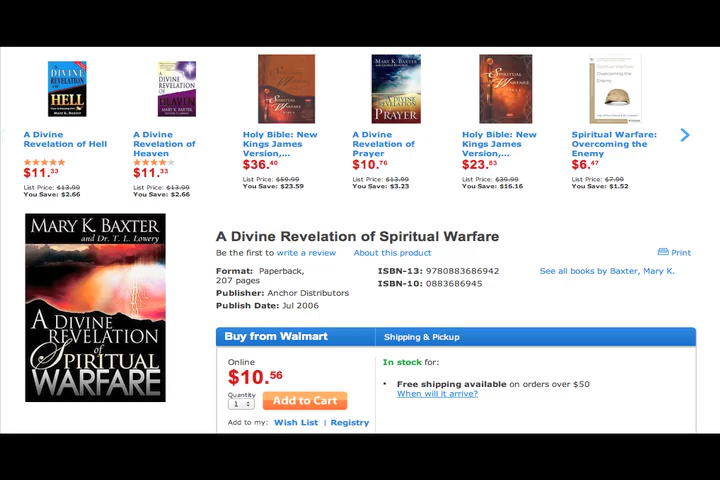 A Divine
Revelation of Hell
$11.33
List Price: $13.99
You Save: $2.66
A Divine
Revelation of
Heaven
$11.33
List Price: $13.99
You Save: $2.66
Holy Bible: New
Kings James
Version,...
$36.40
List Price: $59.99
You Save: $23.59
A Divine
Revelation of
Prayer
$10.76
List Price: $13.99
You Save: $3.23
Holy Bible: New
Kings James
Version,...
$23.83
List Price: $39.99
You Save: $16.16
Spiritual Warfare:
Overcoming the
Enemy
$6.47
List Price: $7.99
You Save: $1.52
MARY K. BAXTER
and Dr. T. L. Lowery
A DIVINE
REVELATION
of
SPIRITUAL
WARFARE
A Divine Revelation of Spiritual Warfare
Be the first to write a review About this product Print
Format: Paperback,
207 pages
Publisher: Anchor Distributors
Publish Date: Jul 2006
ISBN-13: 9780883686942
ISBN-10: 0883686945
See all books by Baxter, Mary K.
Buy from Walmart
Shipping & Pickup
Online
$10.56
Quantity
1
Add to Cart
Add to my: Wish List | Registry
In stock for:
• Free shipping available on orders over $50
When will it arrive?